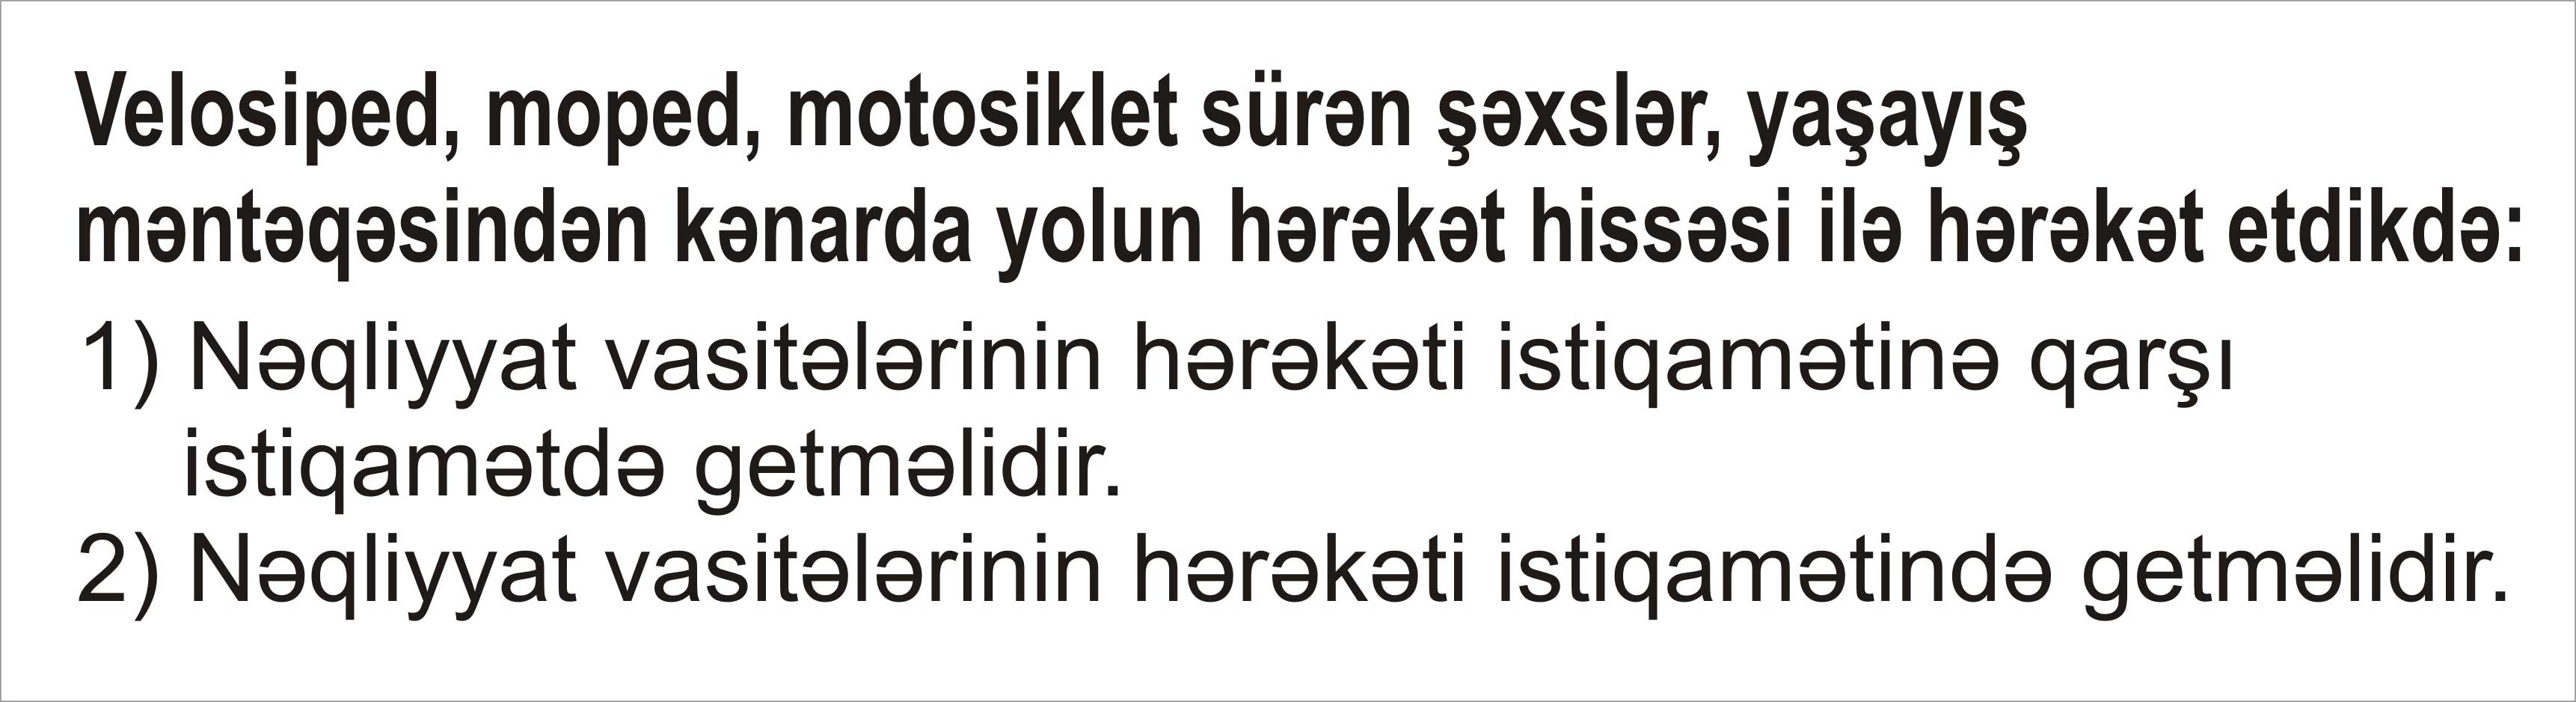 Velosiped, moped, motosiklet sürən şəxslər, yaşayış
məntəqəsindən kənarda yolun hərəkət hissəsi ilə hərəkət etdikdə:
1) Nəqliyyat vasitələrinin hərəkəti istiqamətinə qarşı
istiqamətdə getməlidir.
2) Nəqliyyat vasitələrinin hərəkəti istiqamətində getməlidir.